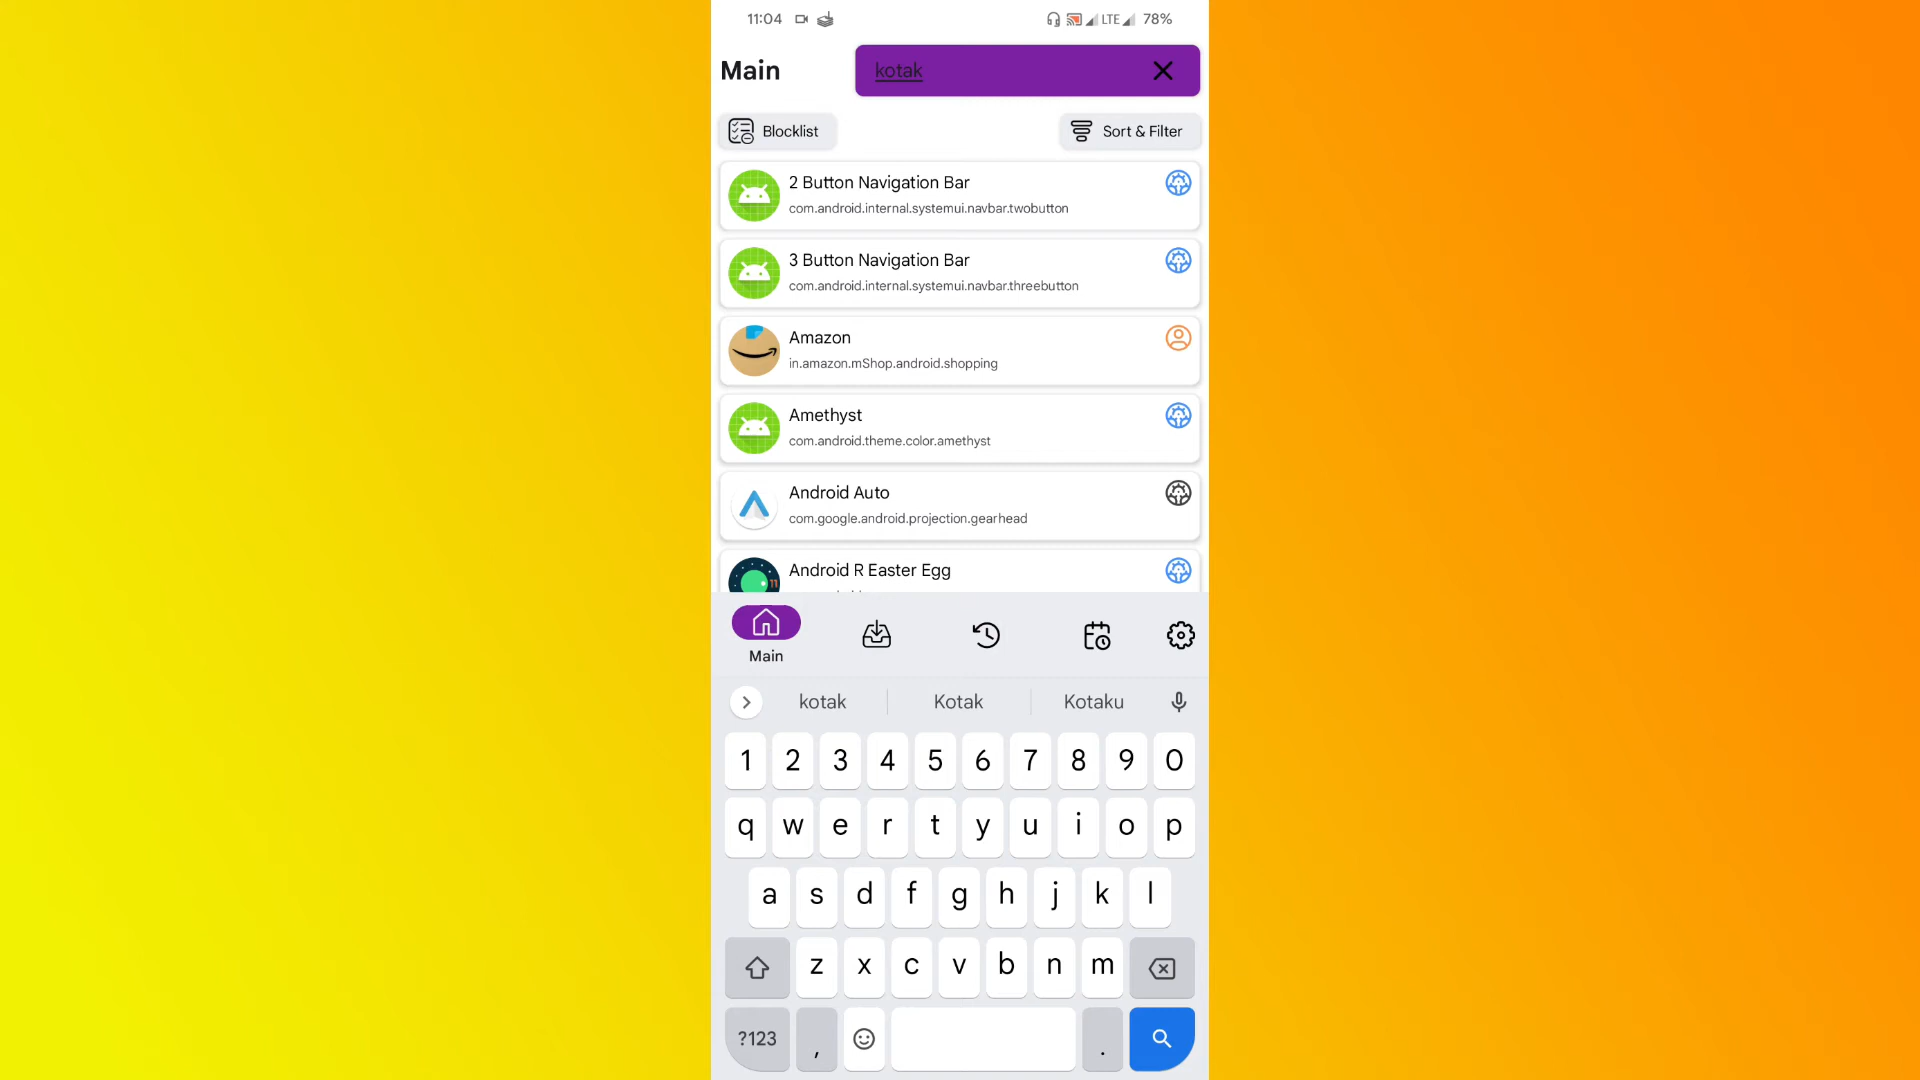 11:04 LTE 78%
Main kotak
Blocklist Sort & Filter
2 Button Navigation Bar
com.android.internal.systemui.navbar.twobutton
3 Button Navigation Bar
com.android.internal.systemui.navbar.threebutton
Amazon
in.amazon.mShop.android.shopping
Amethyst
com.android.theme.color.amethyst
Android Auto
com.google.android.projection.gearhead
Android R Easter Egg
11
Main
kotak Kotak Kotaku
1 2 3 4 5 6 7 8 9 0
q w e r t y u i o p
a s d f g h j k l
z x c v b n m
?123 , .